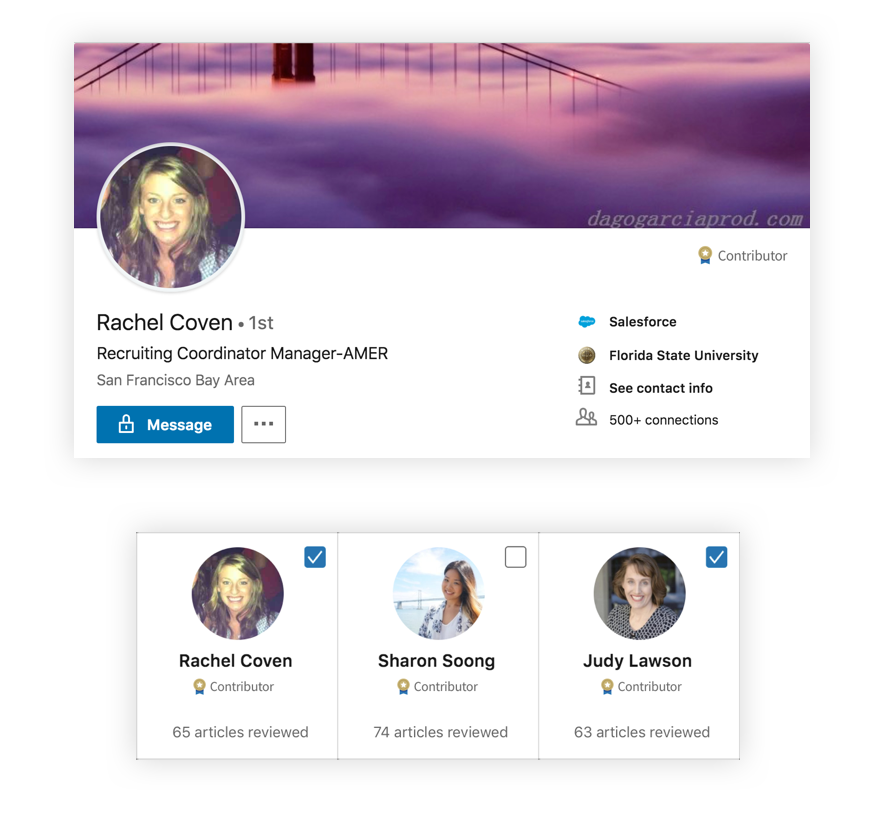 dagogarciaprod. com
Contributor
Rachel Coven • 1st
Recruiting Coordinator Manager-AMER
San Francisco Bay Area
Message
Salesforce
Florida State University
See contact info
500+ connections
Rachel Coven
Contributor
65 articles reviewed
Sharon Soong
Contributor
74 articles reviewed
Judy Lawson
Contributor
63 articles reviewed